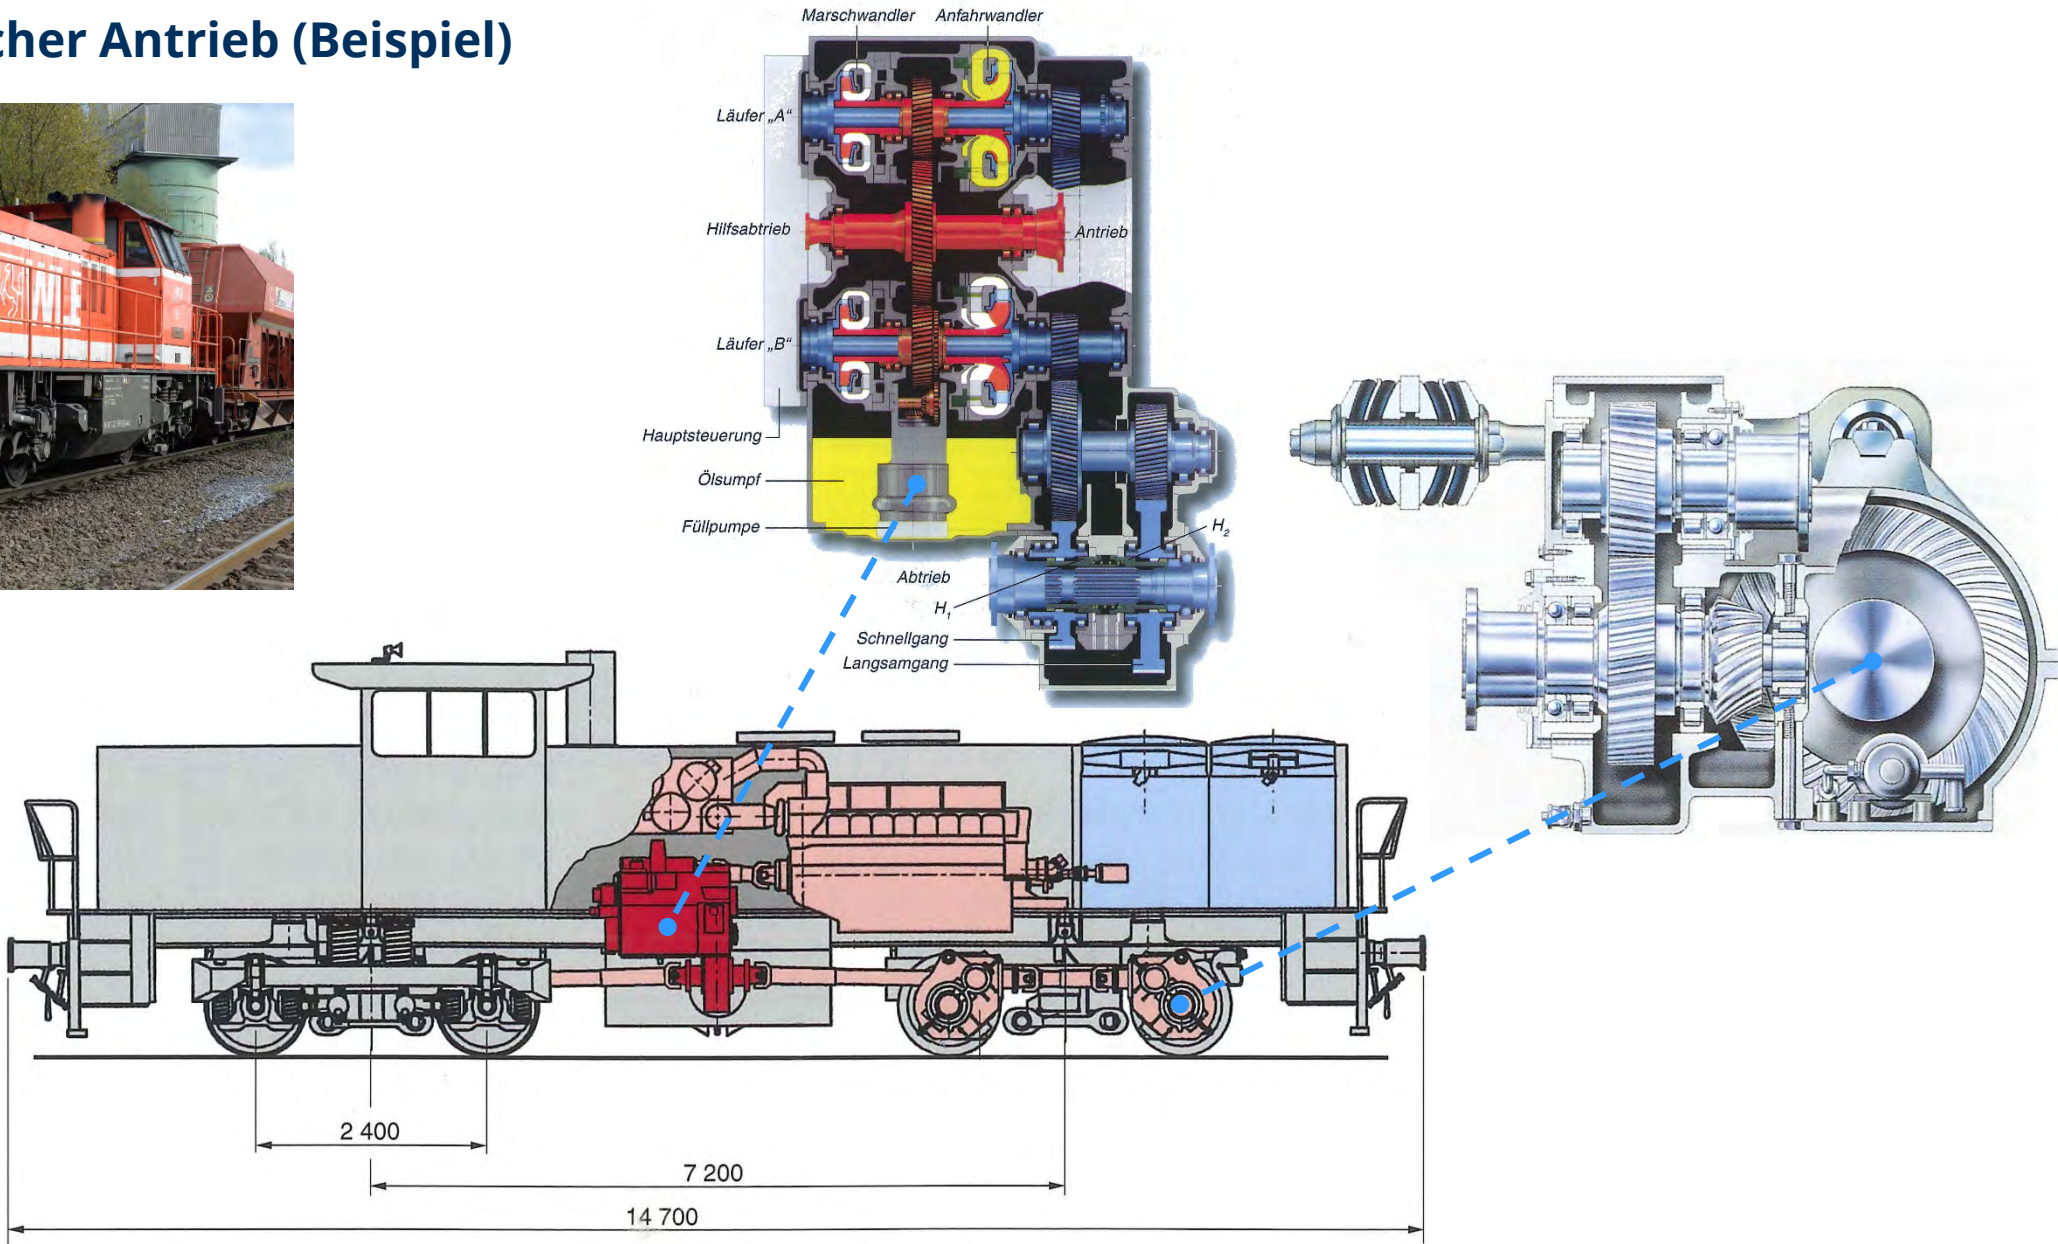 cher Antrieb (Beispiel)
Marschwandler
Anfahrwandler
Läufer „A“
Hilfsabtrieb
Antrieb
Läufer „B“
Hauptsteuerung
Ölsumpf
Füllpumpe
H2
Abtrieb
H1
Schnellgang
Langsamgang
WLE
2 400
7 200
14 700